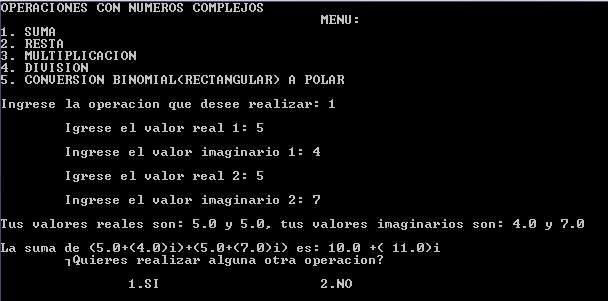 OPERACIONES CON NUMEROS COMPLEJOS
MENU:
1. SUMA
2. RESTA
3. MULTIPLICACION
4. DIVISION
5. CONVERSION BINOMIAL(RECTANGULAR) A POLAR
Ingrese la operacion que desee realizar: 1
Igrese el valor real 1: 5
Igrese el valor imaginario 1: 4
Igrese el valor real 2: 5
Ingrese el valor imaginario 2: 7
Tus valores reales son: 5.0 y 5.0, tus valores imaginarios son: 4.0 y 7.0
La suma de (5.0+(4.0)i)+(5.0+(7.0)i) es: 10.0 +( 11.0)i
┐Quieres realizar alguna otra operacion?
1.SI 2.NO